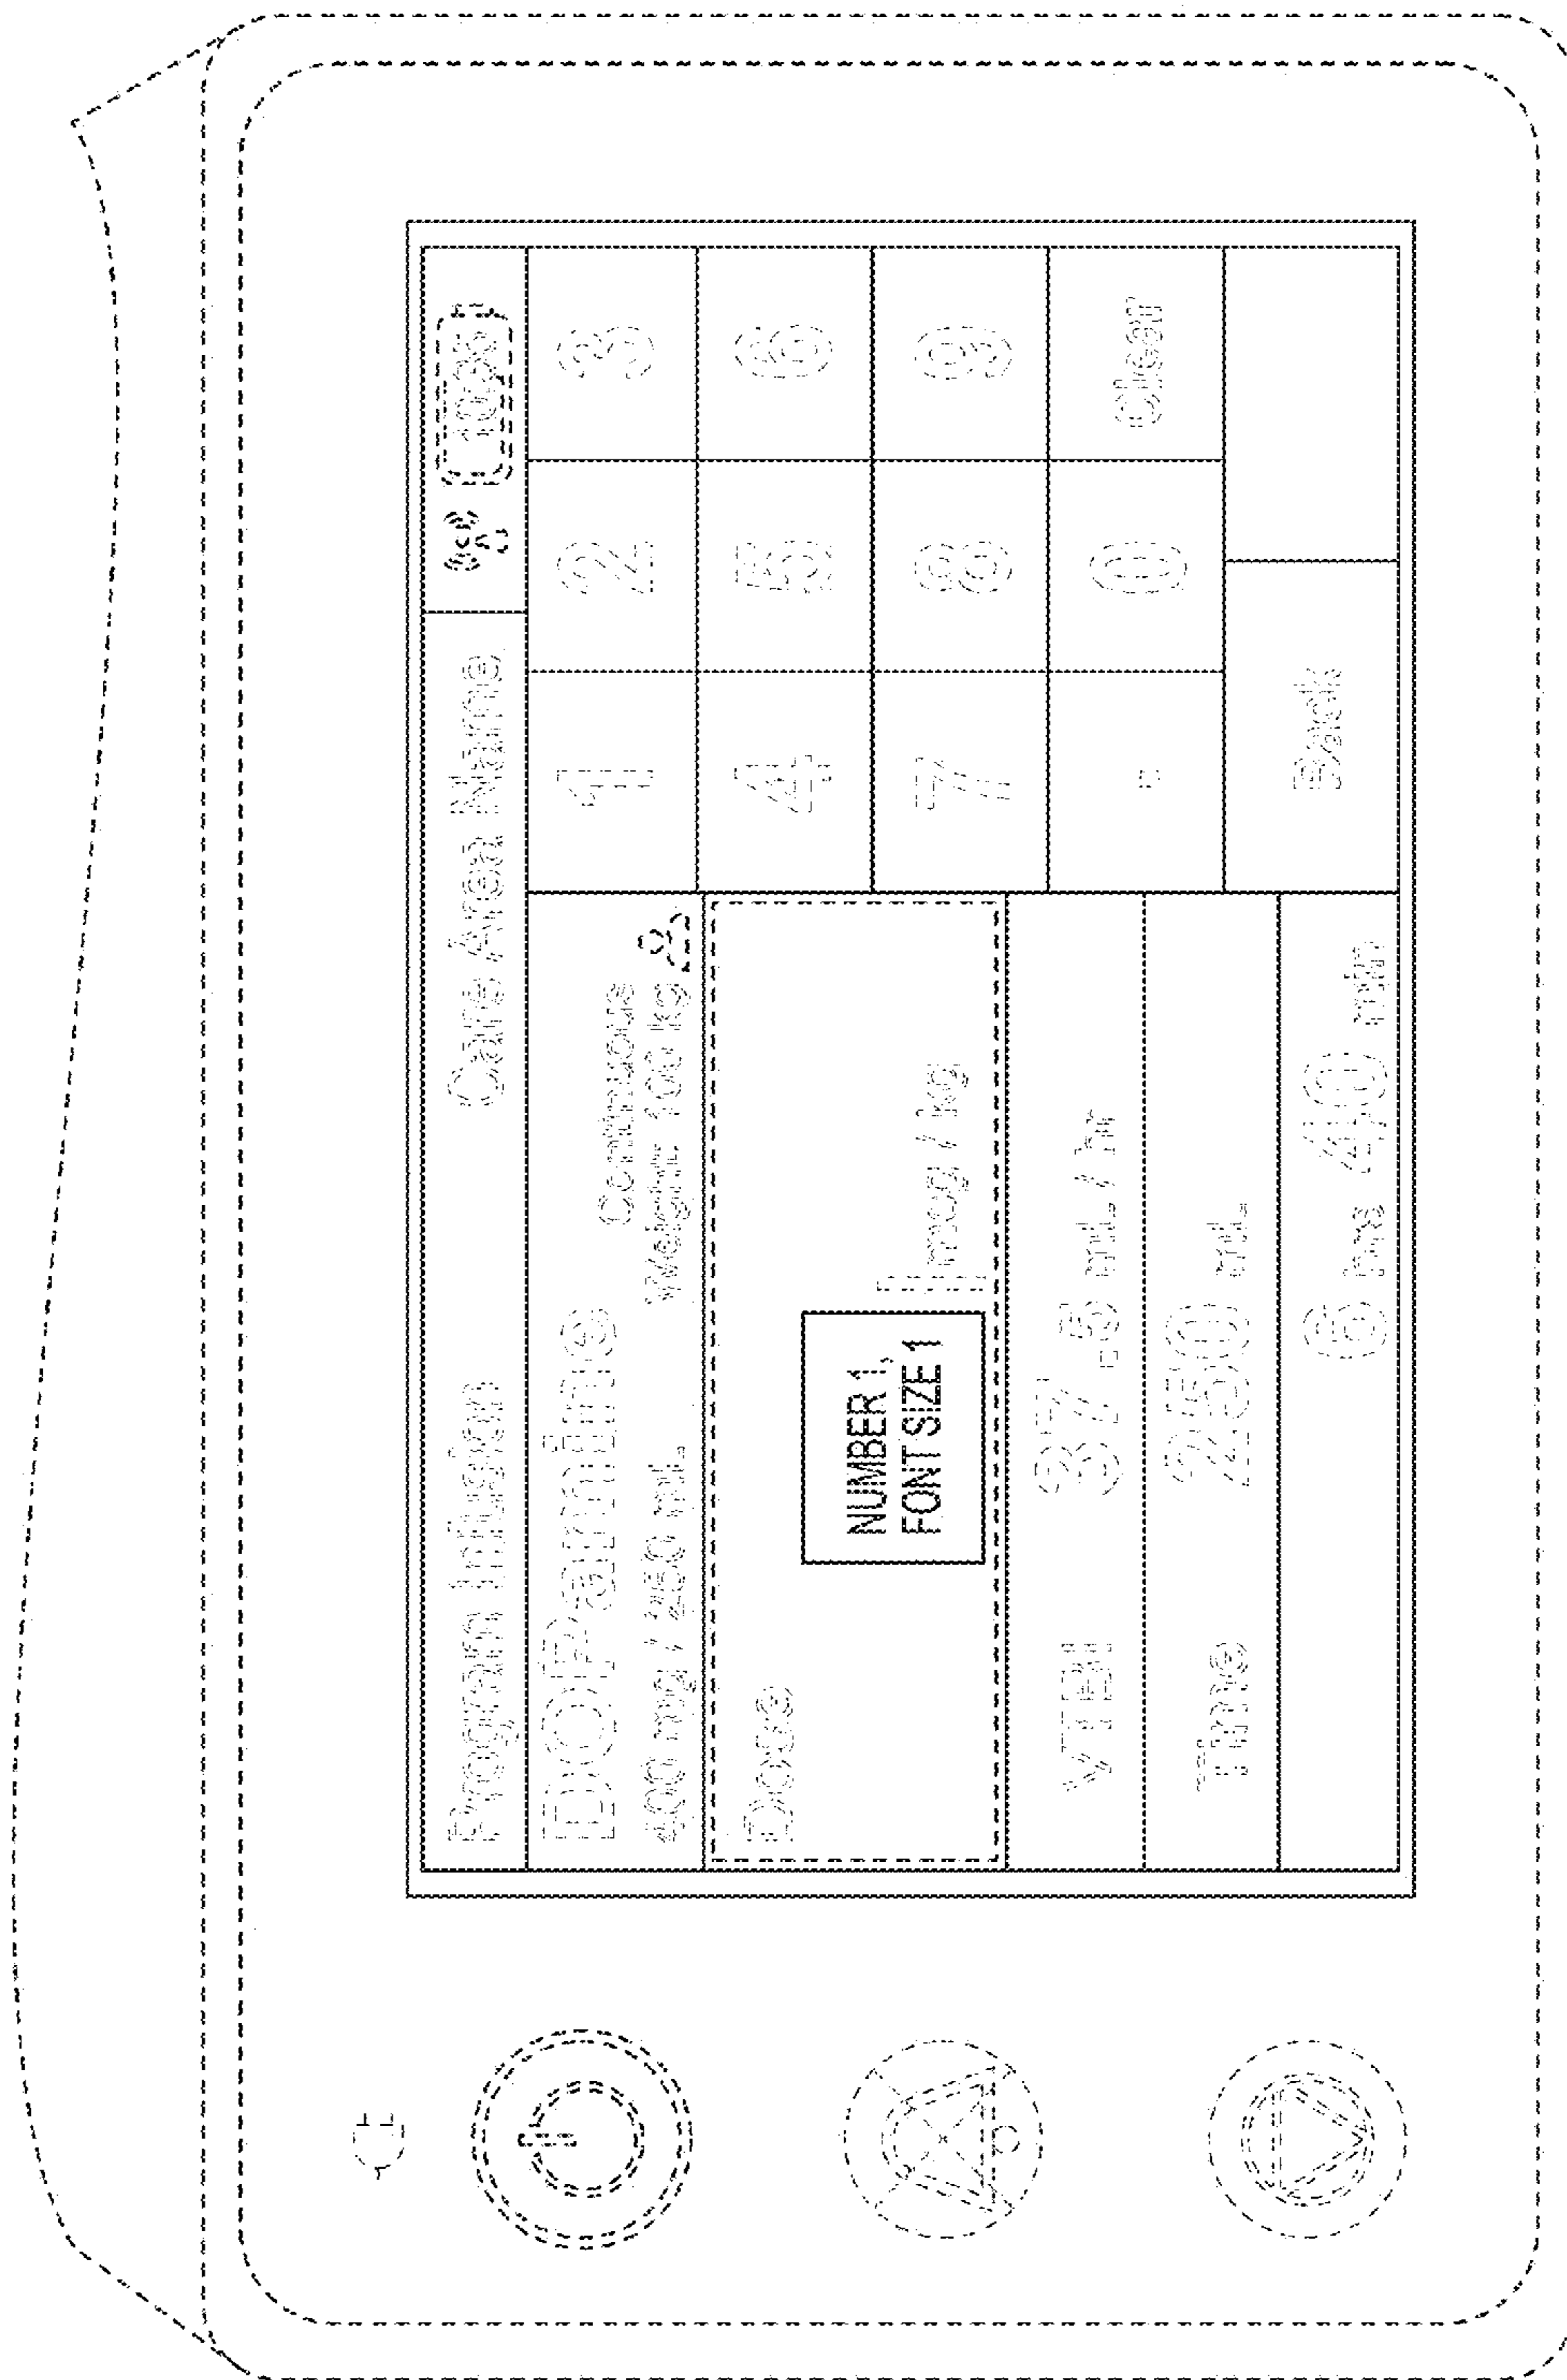 Program Infusion Care Area Name
DOPamine
Continuous
400 mg / 250 mL Weight: 100 kg
Dose
NUMBER 1,
FONT SIZE 1
mcg / kg
37.5 mL / hr
VTBI 250 mL
Time 6 hrs 40 min
1 2 3
4 5 6
7 8 9
. 0 Clear
Back